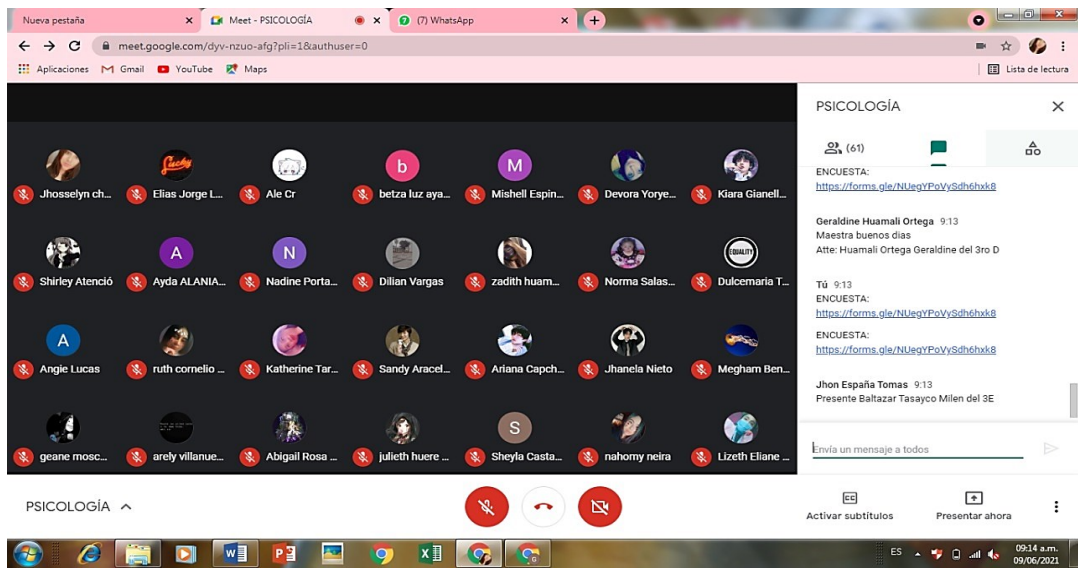 Nueva pestaña
Meet - PSICOLOGÍA
(7) WhatsApp
meet.google.com/dyv-nzuo-afg?pli=1&authuser=0
Aplicaciones
Gmail
YouTube
Maps
Lista de lectura
Lucky
b
M
Jhosselyn ch...
Elias Jorge L...
Ale Cr
betza luz aya...
Mishell Espin...
Devora Yorye...
Kiara Gianell...
A
N
EQUALITY
Shirley Atenció
Ayda ALANIA...
Nadine Porta...
Dilian Vargas
zadith huam...
Norma Salas...
Dulcemaria T...
A
Angie Lucas
ruth cornelio ...
Katherine Tar...
Sandy Aracel...
Ariana Capch...
Jhanela Nieto
Megham Ben...
S
geane mosc...
arely villanue...
Abigail Rosa ...
julieth huere ...
Sheyla Casta...
nahomy neira
Lizeth Eliane ...
PSICOLOGÍA
(61)
ENCUESTA:
https://forms.gle/NUegYPoVySdh6hxk8
Geraldine Huamali Ortega 9:13
Maestra buenos dias
Atte: Huamali Ortega Geraldine del 3ro D
Tú 9:13
ENCUESTA:
https://forms.gle/NUegYPoVySdh6hxk8
ENCUESTA:
https://forms.gle/NUegYPoVySdh6hxk8
Jhon España Tomas 9:13
Presente Baltazar Tasayco Milen del 3E
Envía un mensaje a todos
PSICOLOGÍA
CC
Activar subtítulos
Presentar ahora
ES
09:14 a.m.
09/06/2021